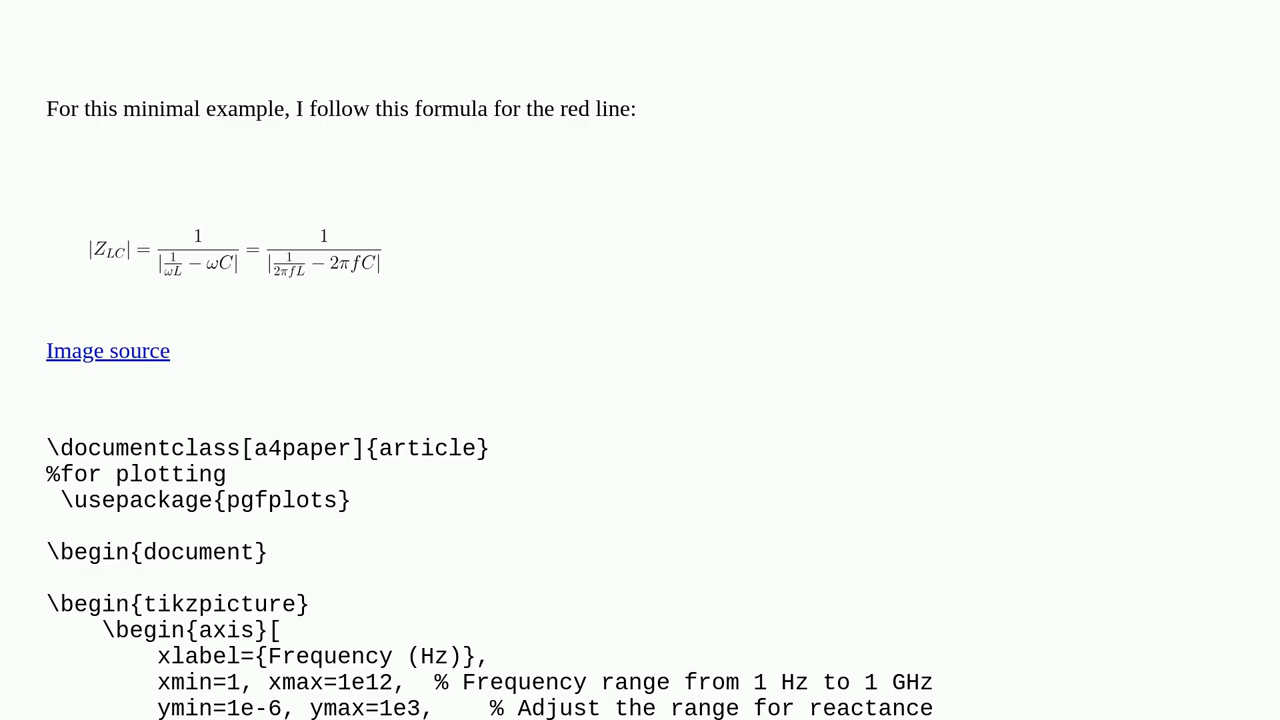 For this minimal example, I follow this formula for the red line:
|Z_{LC}| = \frac{1}{|\frac{1}{\omega L} - \omega C|} = \frac{1}{|\frac{1}{2\pi f L} - 2\pi f C|}
Image source
\documentclass[a4paper]{article}
%for plotting
 \usepackage{pgfplots}
\begin{document}
\begin{tikzpicture}
    \begin{axis}[
        xlabel={Frequency (Hz)},
        xmin=1, xmax=1e12,  % Frequency range from 1 Hz to 1 GHz
        ymin=1e-6, ymax=1e3,    % Adjust the range for reactance